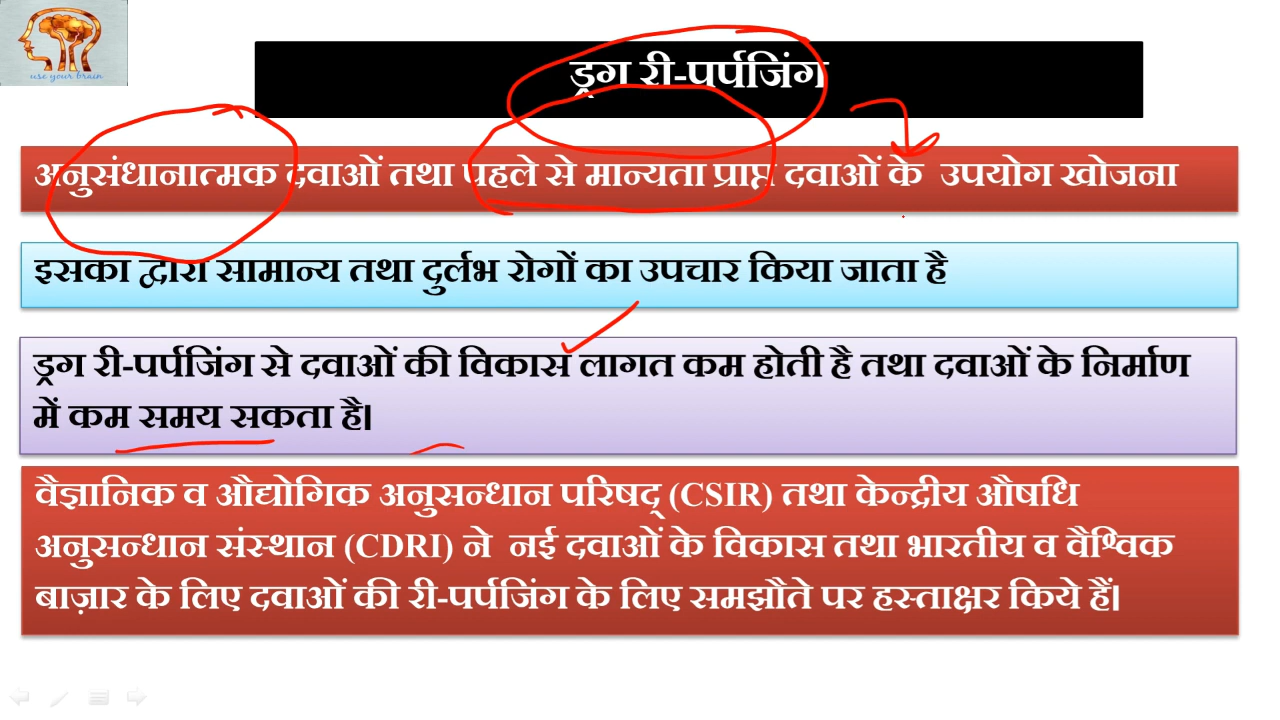 use your brain
ड्रग री-पर्पजिंग
अनुसंधानात्मक दवाओं तथा पहले से मान्यता प्राप्त दवाओं के उपयोग खोजना
इसका द्वारा सामान्य तथा दुर्लभ रोगों का उपचार किया जाता है
ड्रग री-पर्पजिंग से दवाओं की विकास लागत कम होती है तथा दवाओं के निर्माण
में कम समय सकता है।
वैज्ञानिक व औद्योगिक अनुसन्धान परिषद् (CSIR) तथा केन्द्रीय औषधि
अनुसन्धान संस्थान (CDRI) ने नई दवाओं के विकास तथा भारतीय व वैश्विक
बाज़ार के लिए दवाओं की री-पर्पजिंग के लिए समझौते पर हस्ताक्षर किये हैं।